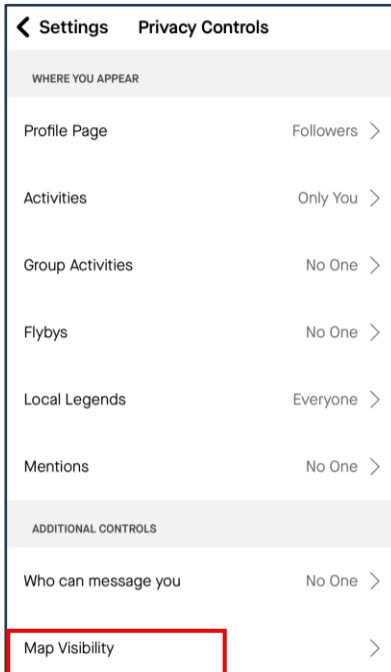 Settings Privacy Controls
WHERE YOU APPEAR
Profile Page Followers
Activities Only You
Group Activities No One
Flybys No One
Local Legends Everyone
Mentions No One
ADDITIONAL CONTROLS
Who can message you No One
Map Visibility